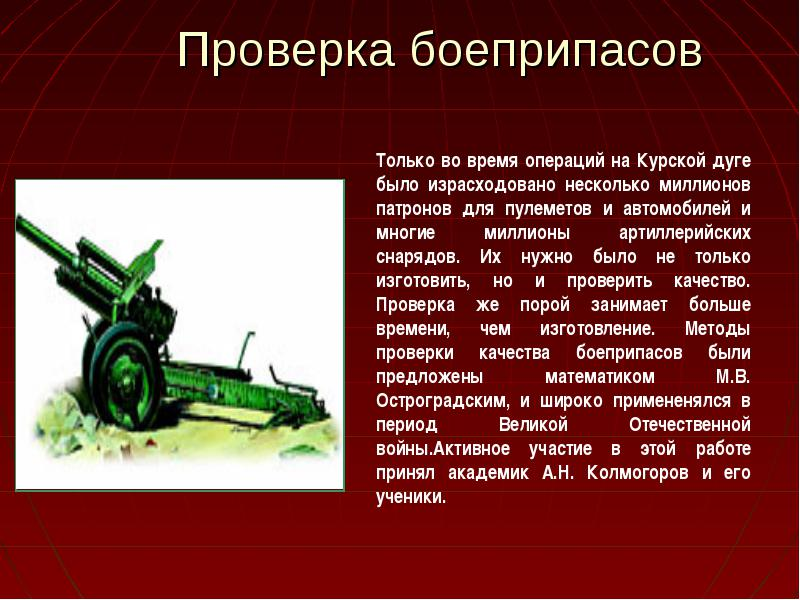 Проверка боеприпасов
Только во время операций на Курской дуге
было израсходовано несколько миллионов
патронов для пулеметов и автомобилей и
многие миллионы артиллерийских
снарядов. Их нужно было не только
изготовить, но и проверить качество.
Проверка же порой занимает больше
времени, чем изготовление. Методы
проверки качества боеприпасов были
предложены математиком М.В.
Остроградским, и широко примененялся в
период Великой Отечественной
войны.Активное участие в этой работе
принял академик А.Н. Колмогоров и его
ученики.